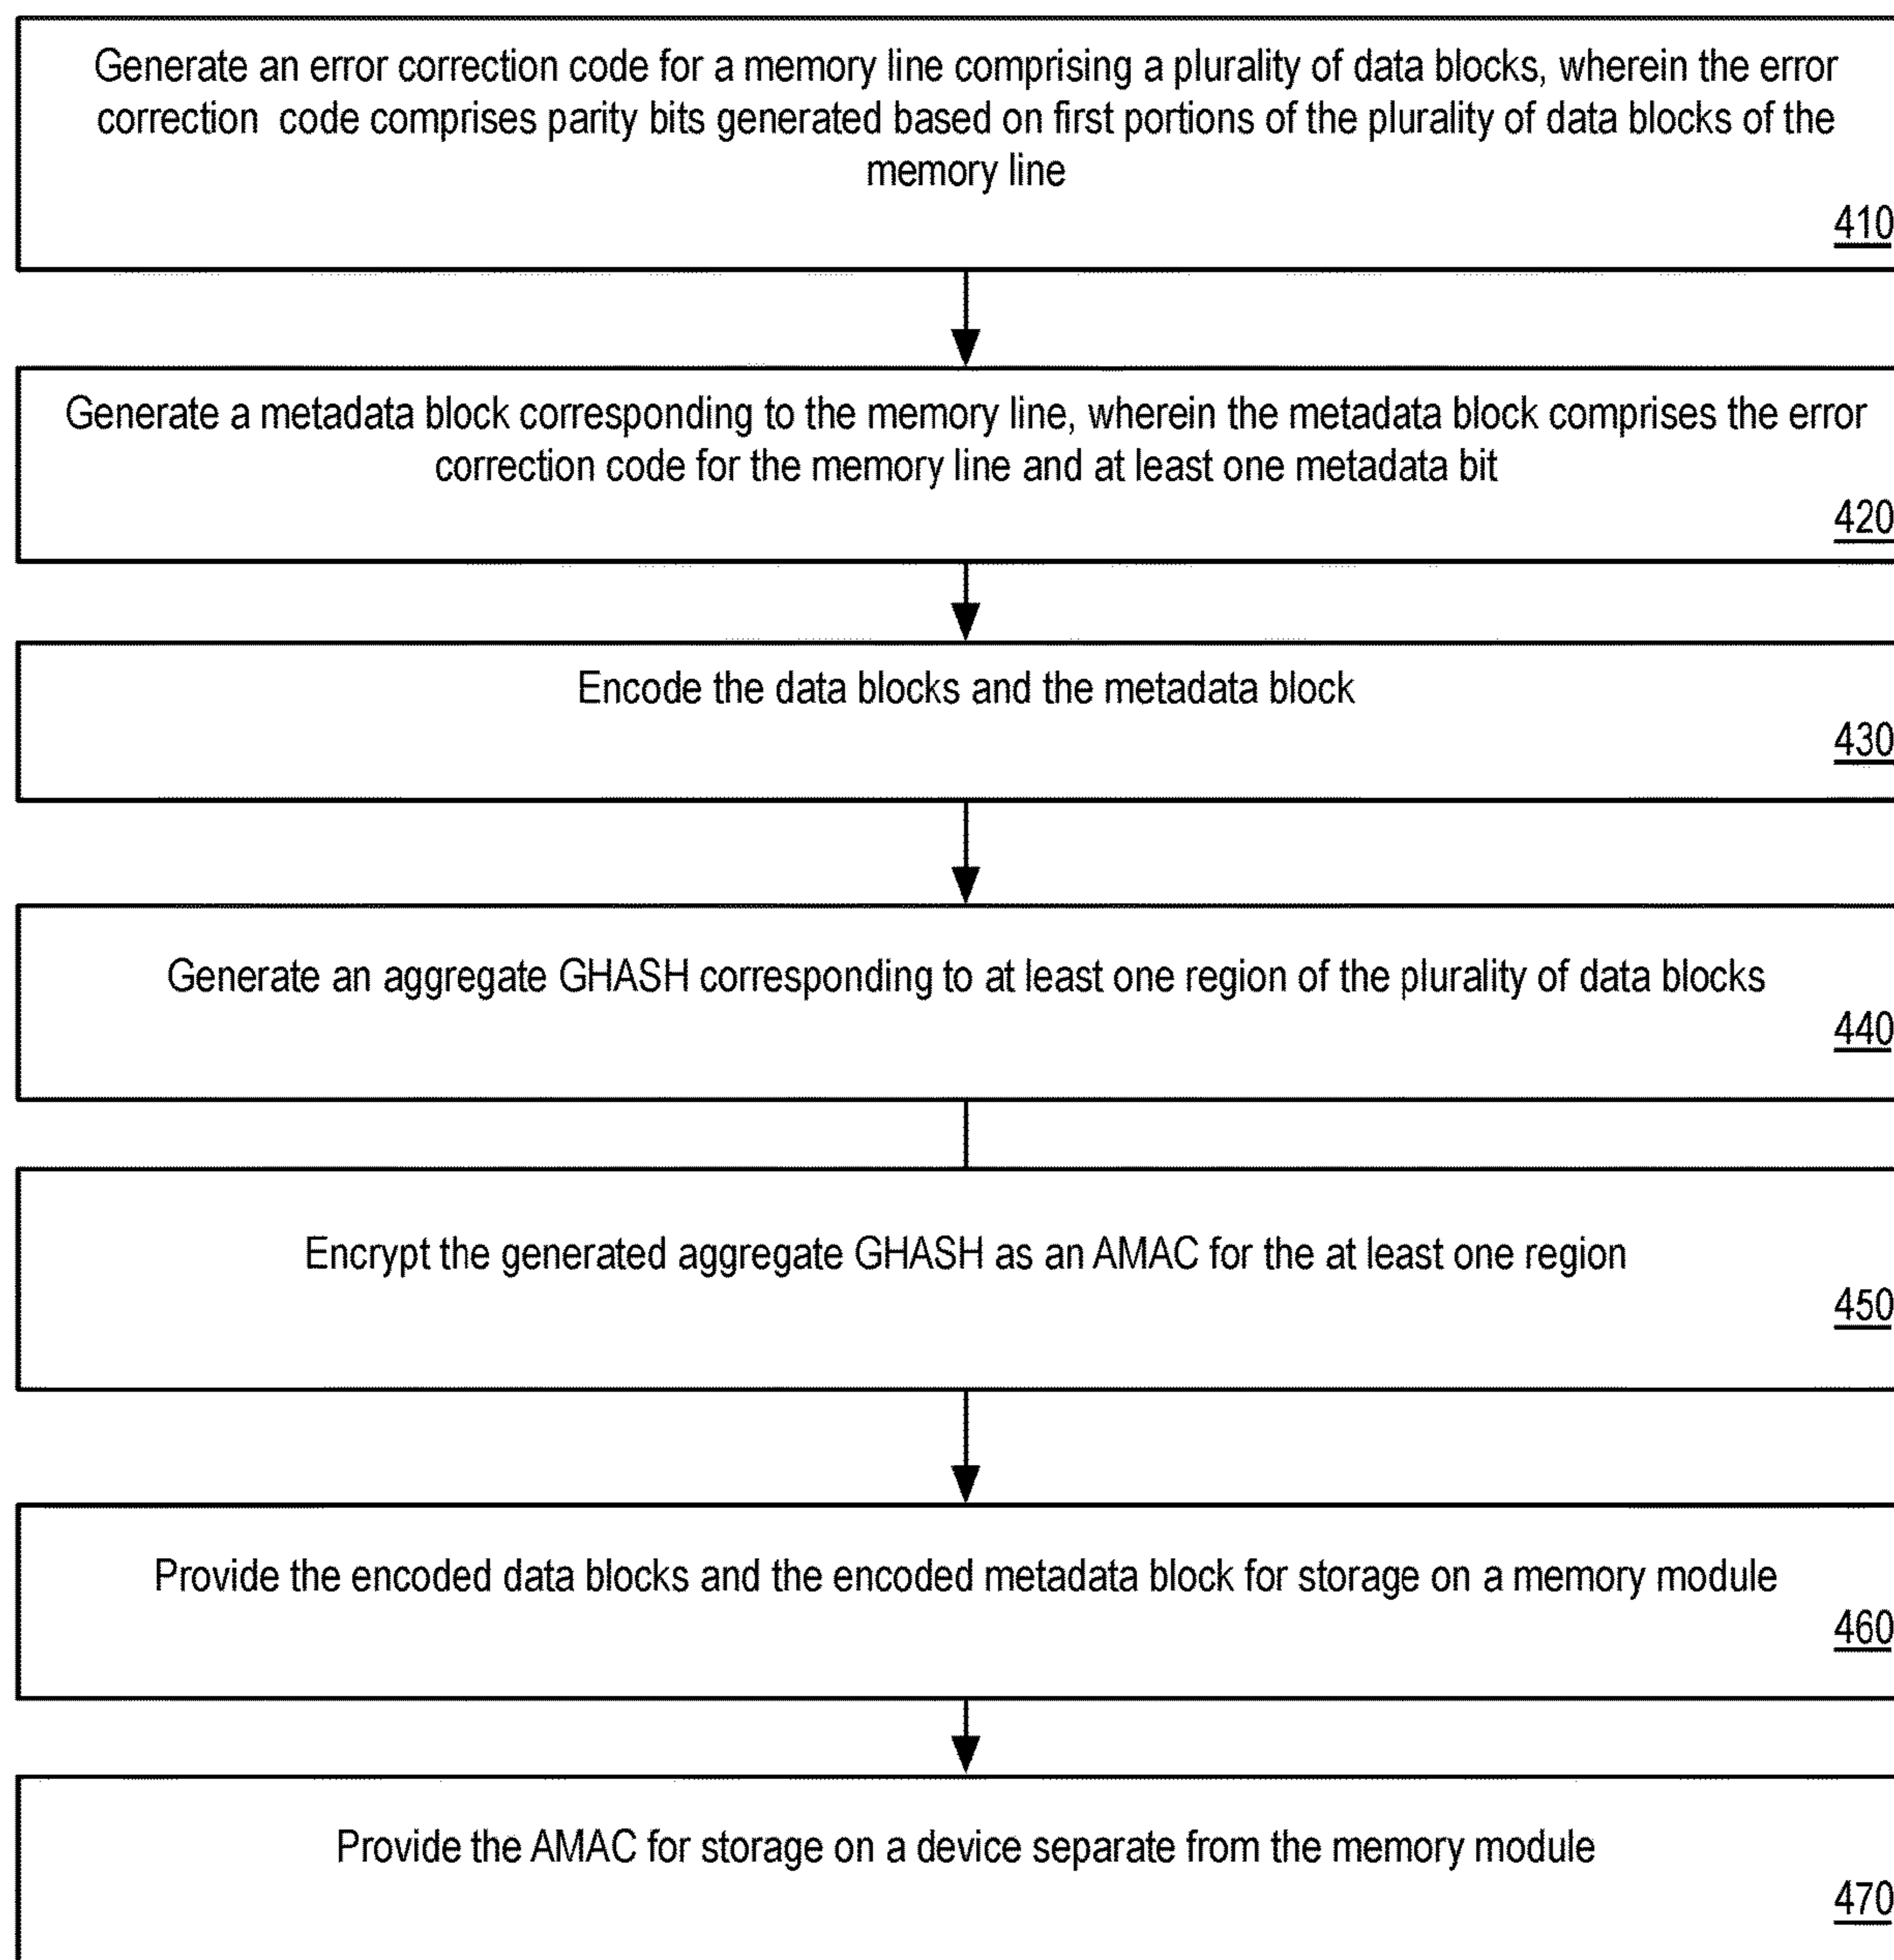 Generate an error correction code for a memory line comprising a plurality of data blocks, wherein the error
correction code comprises parity bits generated based on first portions of the plurality of data blocks of the
memory line
410
Generate a metadata block corresponding to the memory line, wherein the metadata block comprises the error
correction code for the memory line and at least one metadata bit
420
Encode the data blocks and the metadata block
430
Generate an aggregate GHASH corresponding to at least one region of the plurality of data blocks
440
Encrypt the generated aggregate GHASH as an AMAC for the at least one region
450
Provide the encoded data blocks and the encoded metadata block for storage on a memory module
460
Provide the AMAC for storage on a device separate from the memory module
470